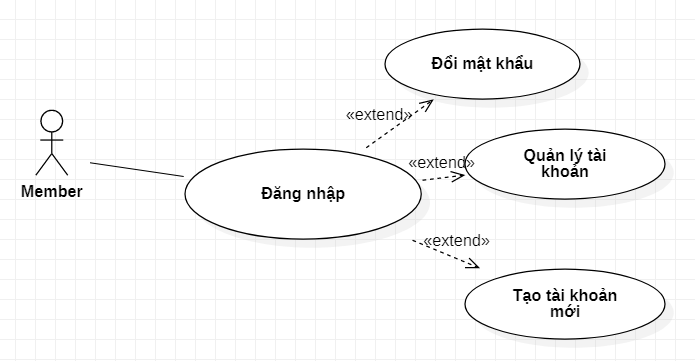 Đổi mật khẩu
«extend»
Quản lý tài
khoản
«extend»
Member
Đăng nhập
«extend»
Tạo tài khoản
mới